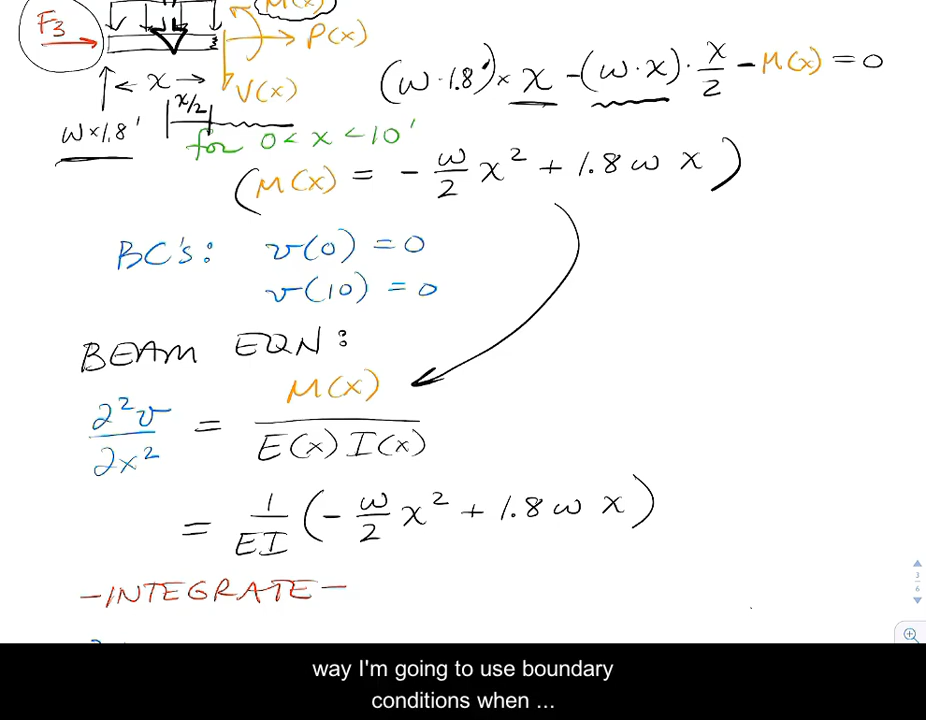 M(x)
F3
P(x)
← x → V(x)
x/2
w×1.8'
for 0 < x < 10'
(w·1.8')× x - (w·x)· x/2 - M(x) = 0
(M(x) = - w/2 x² + 1.8 w x)
BC's: v(0) = 0
v(10) = 0
BEAM EQN:
∂²v/∂x² = M(x)/E(x) I(x)
= 1/EI (- w/2 x² + 1.8 w x)
-INTEGRATE-
3
6
way I'm going to use boundary
conditions when ...